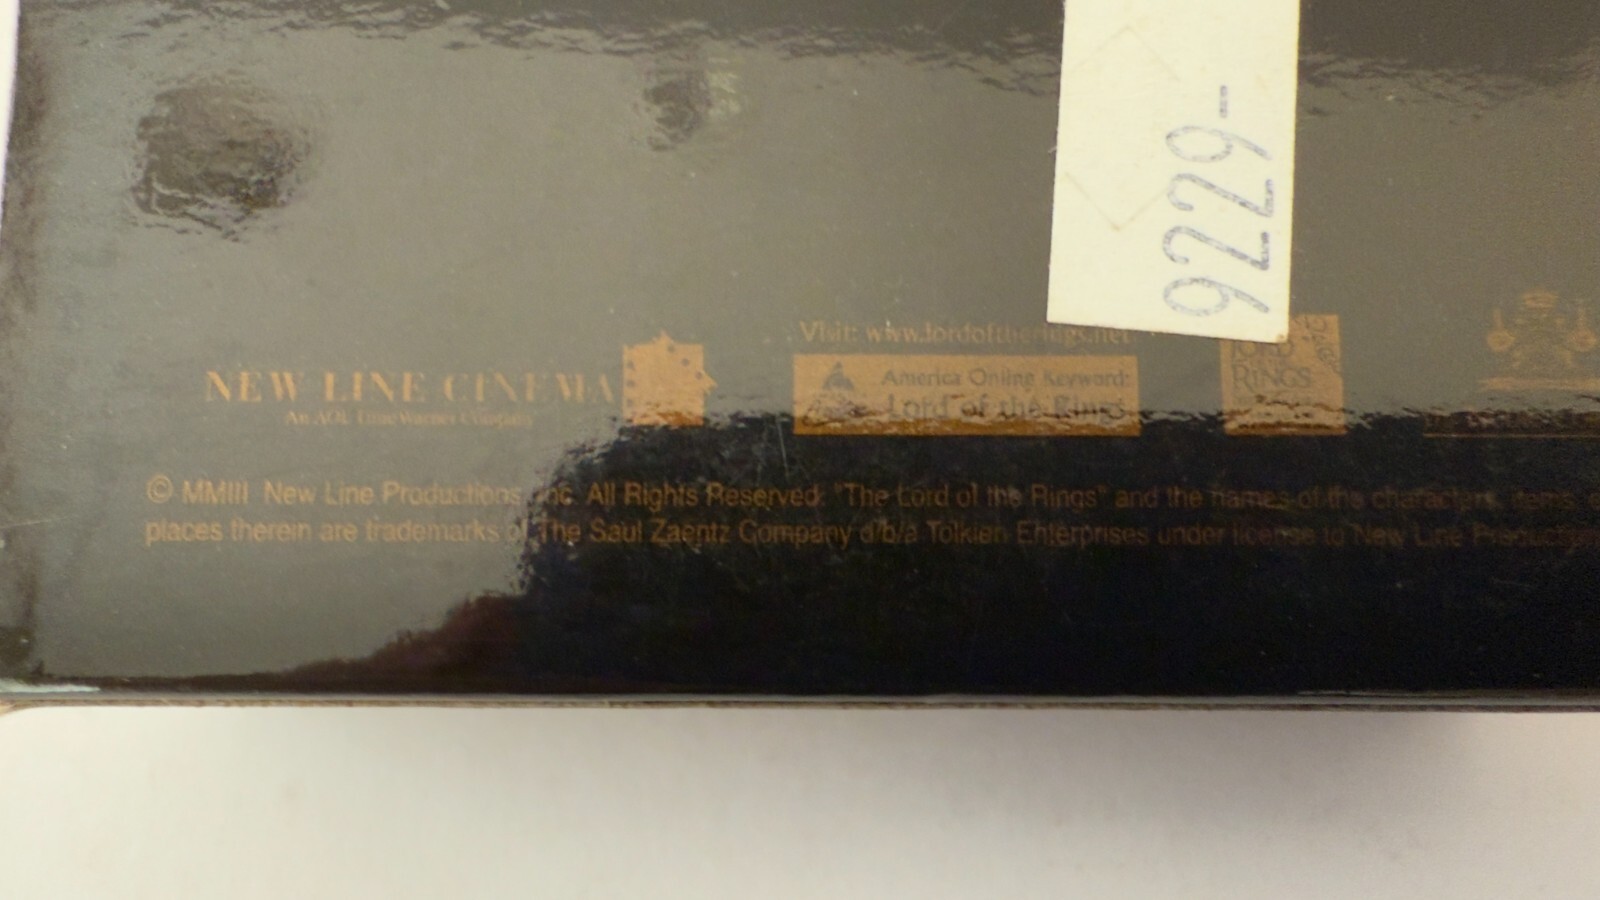 9229-
Visit: www.lordoftherings.net
NEW LINE CINEMA
An AOL Time Warner Company
America Online Keyword:
Lord of the Rings
LORD
RINGS
© MMIII New Line Productions, Inc. All Rights Reserved. "The Lord of the Rings" and the names of the characters, items,
places therein are trademarks of The Saul Zaentz Company d/b/a Tolkien Enterprises under license to New Line